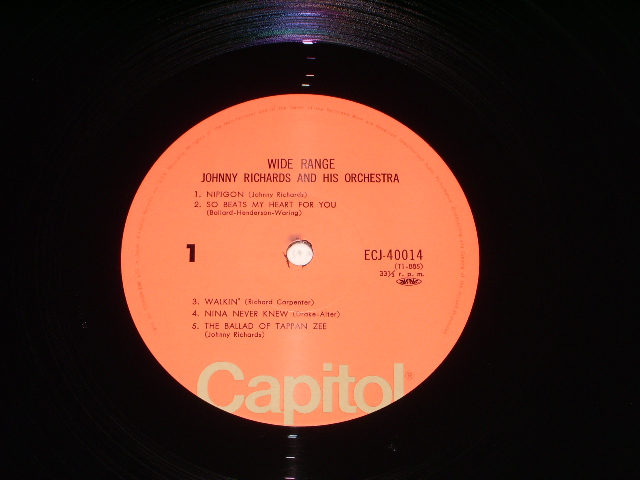 WIDE RANGE
JOHNNY RICHARDS AND HIS ORCHESTRA
1. NIPIGON (Johnny Richards)
2. SO BEATS MY HEART FOR YOU
(Ballard-Henderson-Waring)
1
ECJ-40014
(T1-885)
33⅓ r. p. m.
3. WALKIN' (Richard Carpenter)
4. NINA NEVER KNEW (Drake-Alter)
5. THE BALLAD OF TAPPAN ZEE
(Johnny Richards)
Capitol®